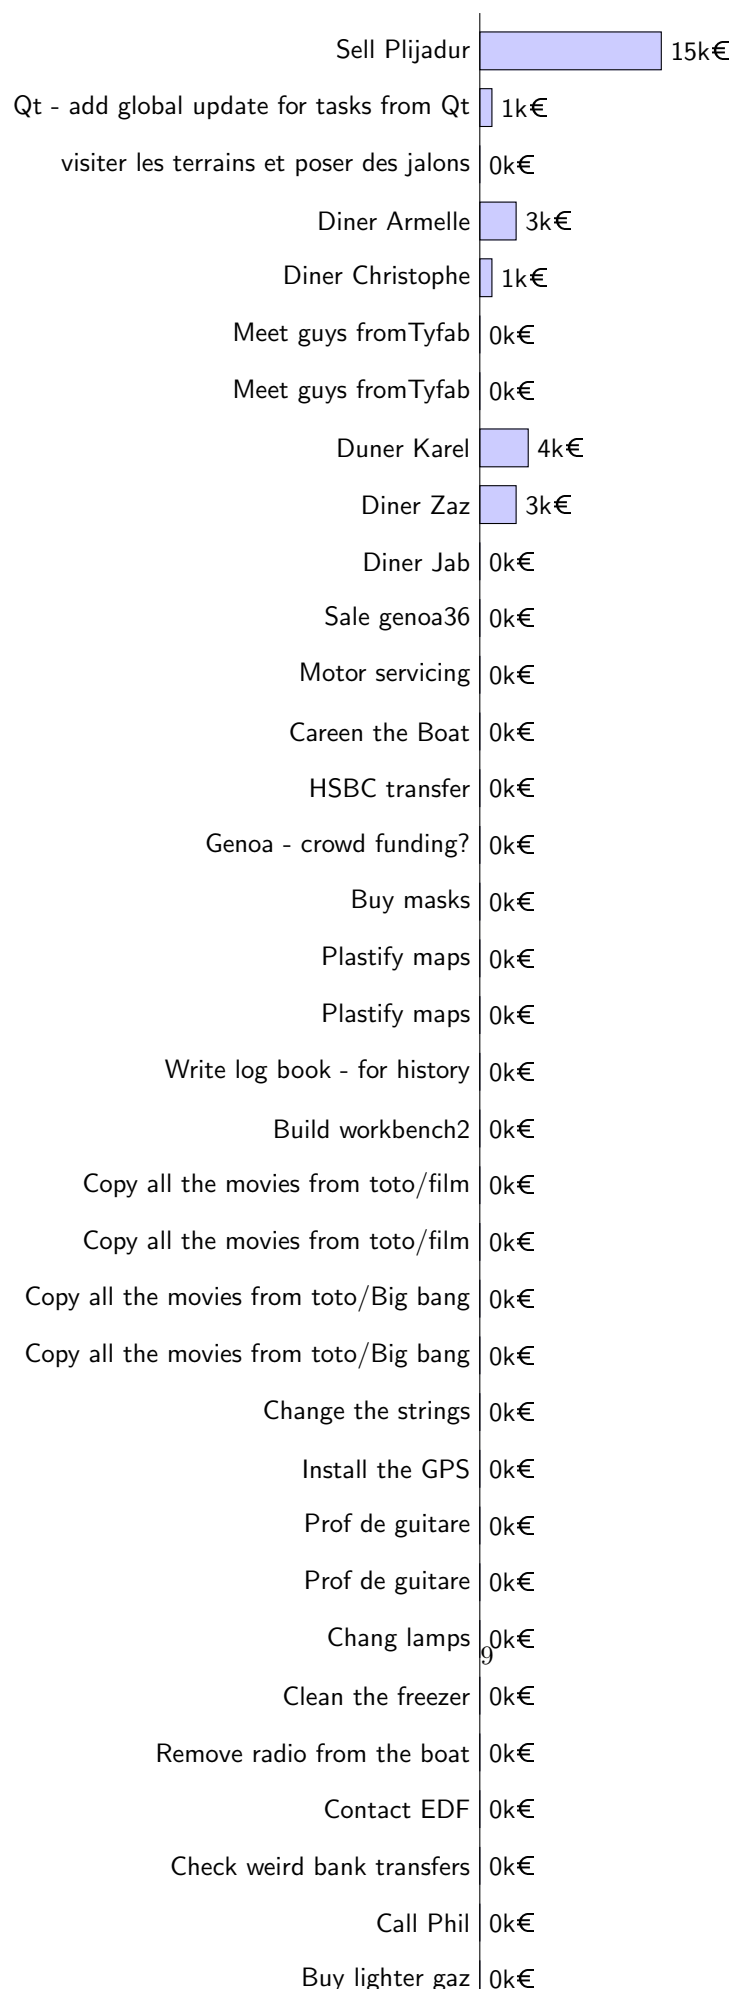 Sell Plijadur 15k€
Qt - add global update for tasks from Qt 1k€
visiter les terrains et poser des jalons 0k€
Diner Armelle 3k€
Diner Christophe 1k€
Meet guys fromTyfab 0k€
Meet guys fromTyfab 0k€
Duner Karel 4k€
Diner Zaz 3k€
Diner Jab 0k€
Sale genoa36 0k€
Motor servicing 0k€
Careen the Boat 0k€
HSBC transfer 0k€
Genoa - crowd funding? 0k€
Buy masks 0k€
Plastify maps 0k€
Plastify maps 0k€
Write log book - for history 0k€
Build workbench2 0k€
Copy all the movies from toto/film 0k€
Copy all the movies from toto/film 0k€
Copy all the movies from toto/Big bang 0k€
Copy all the movies from toto/Big bang 0k€
Change the strings 0k€
Install the GPS 0k€
Prof de guitare 0k€
Prof de guitare 0k€
Chang lamps 0k€
9
Clean the freezer 0k€
Remove radio from the boat 0k€
Contact EDF 0k€
Check weird bank transfers 0k€
Call Phil 0k€
Buy lighter gaz 0k€